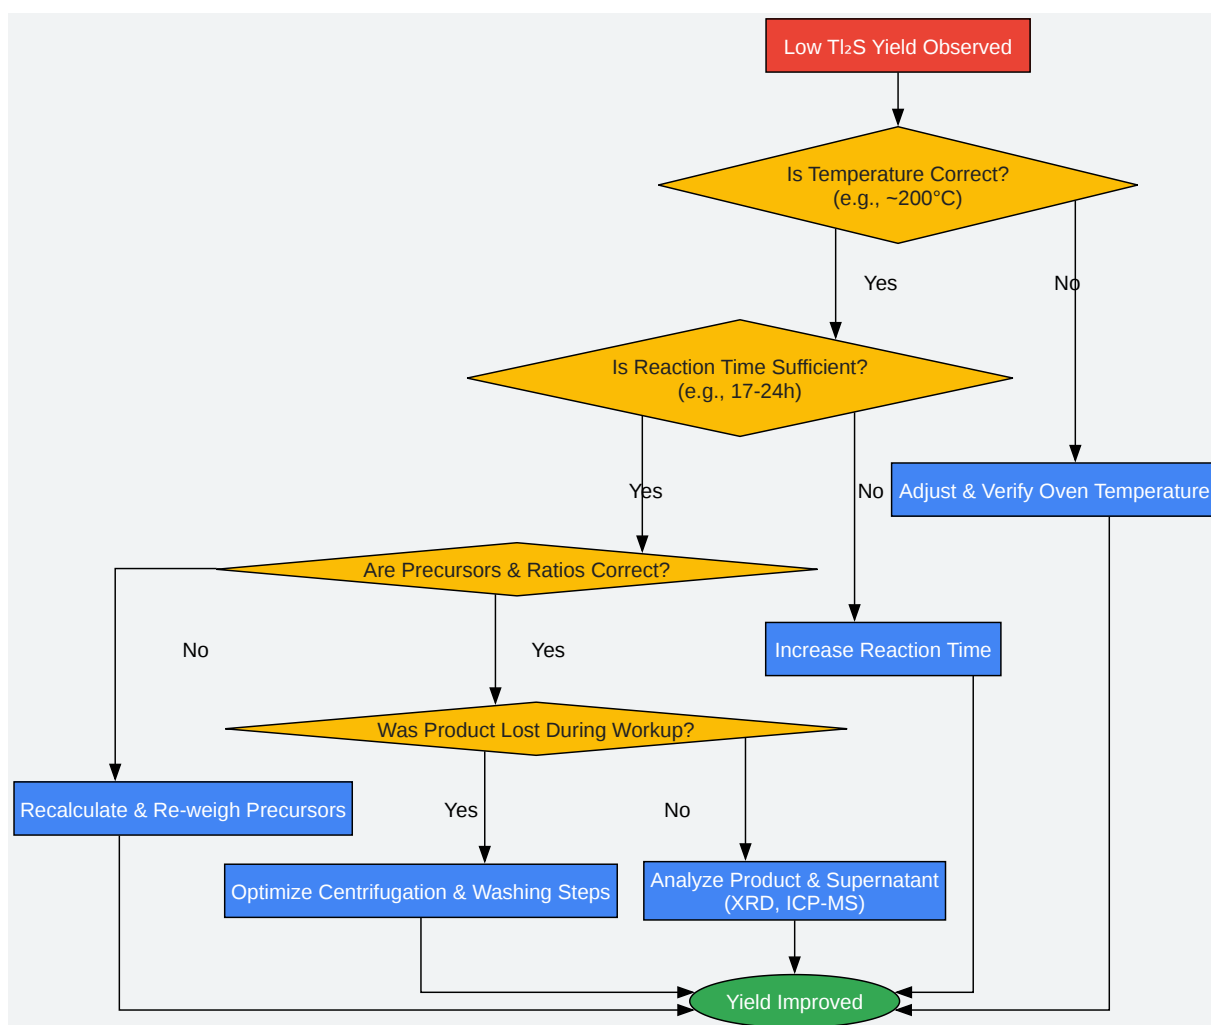 Low Tl₂S Yield Observed
Is Temperature Correct?
(e.g., ~200°C)
Yes
No
Is Reaction Time Sufficient?
(e.g., 17-24h)
Yes
No
Adjust & Verify Oven Temperature
Are Precursors & Ratios Correct?
No
Yes
Increase Reaction Time
Was Product Lost During Workup?
Recalculate & Re-weigh Precursors
Yes
No
Optimize Centrifugation & Washing Steps
Analyze Product & Supernatant
(XRD, ICP-MS)
Yield Improved